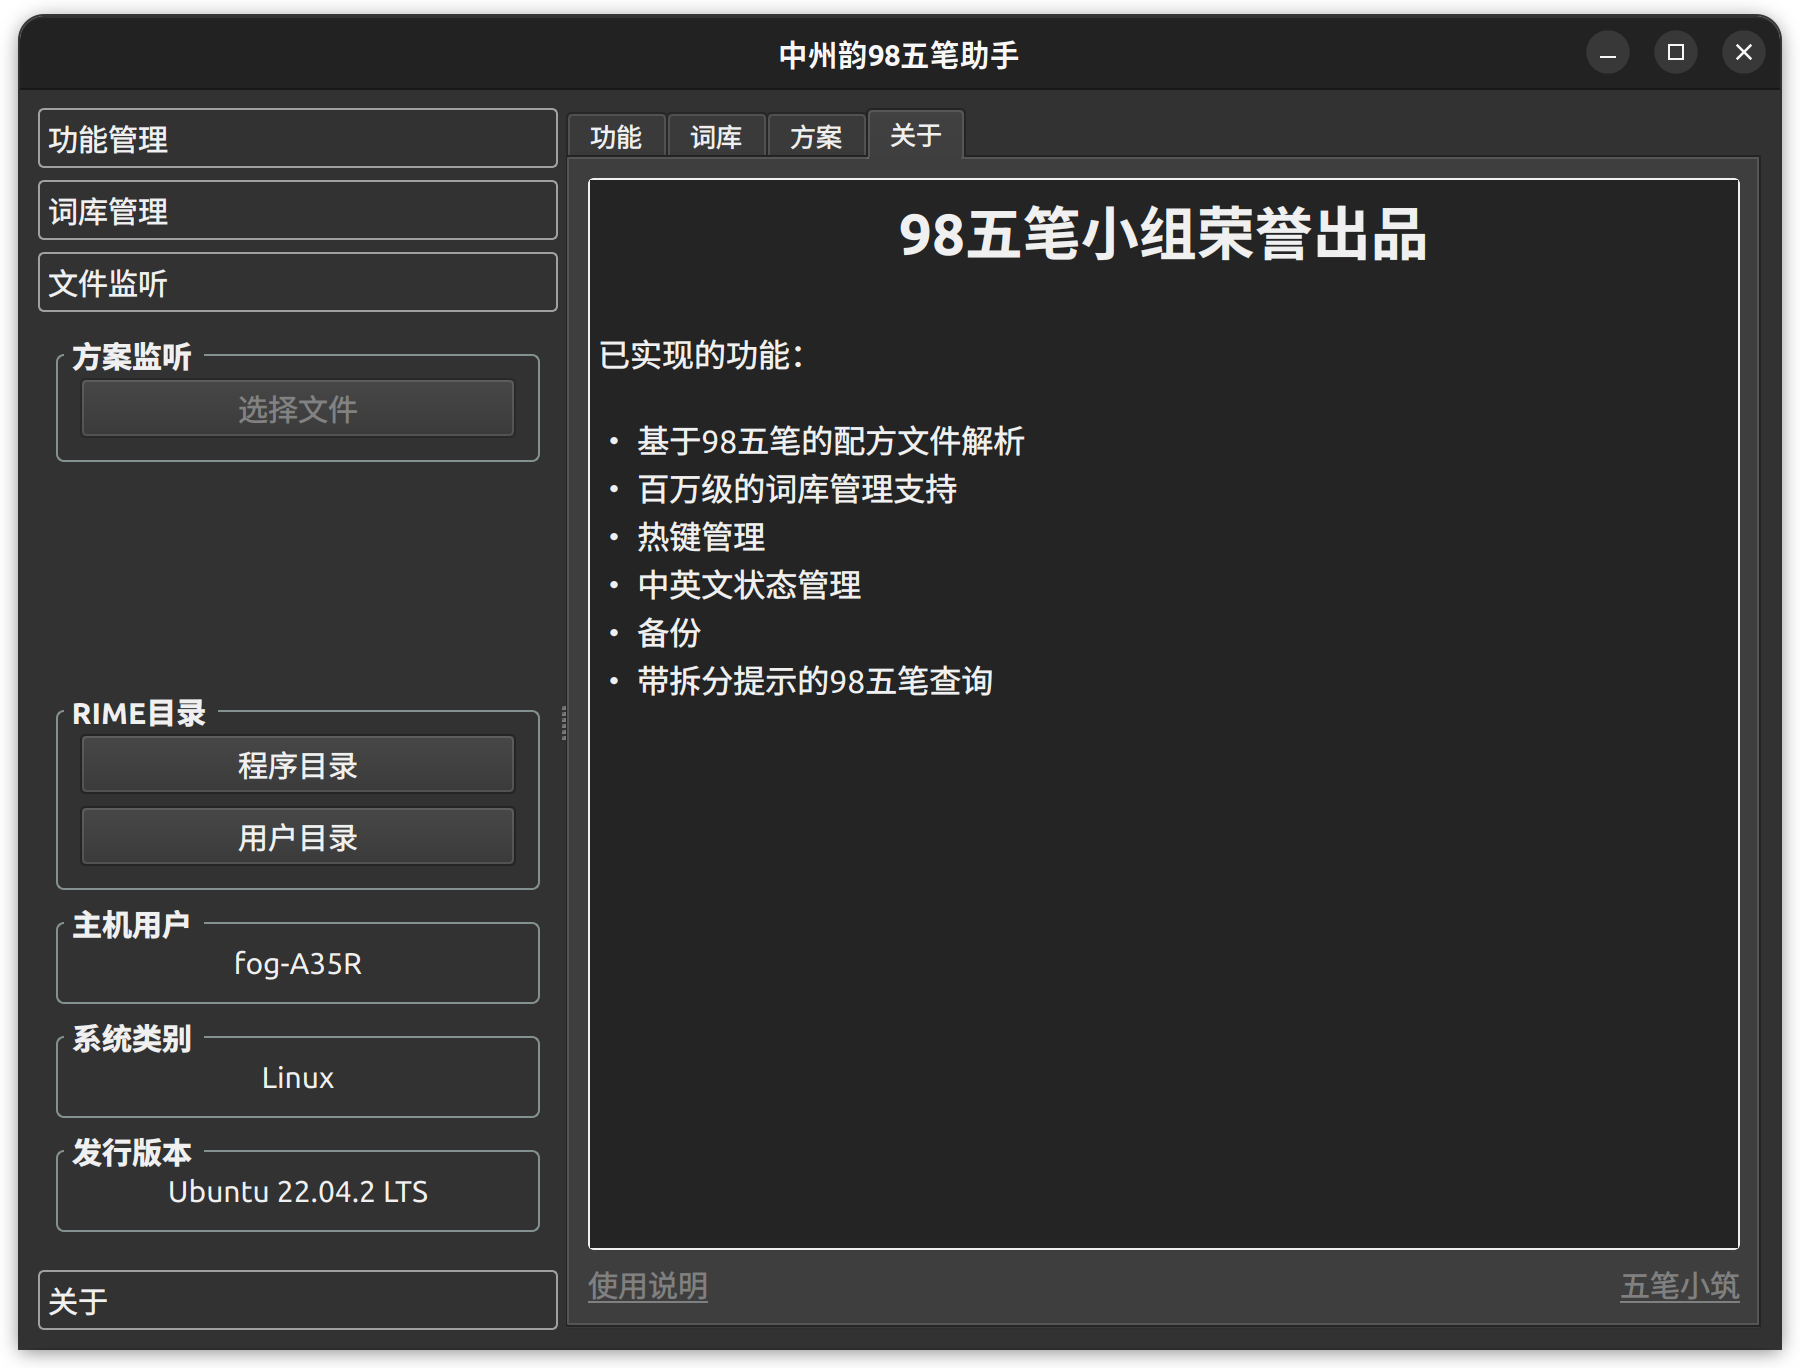 中州韵98五笔助手
功能管理
词库管理
文件监听
方案监听
选择文件
RIME目录
程序目录
用户目录
主机用户
fog-A35R
系统类别
Linux
发行版本
Ubuntu 22.04.2 LTS
关于
功能 词库 方案 关于
98五笔小组荣誉出品
已实现的功能：
• 基于98五笔的配方文件解析
• 百万级的词库管理支持
• 热键管理
• 中英文状态管理
• 备份
• 带拆分提示的98五笔查询
使用说明 五笔小筑